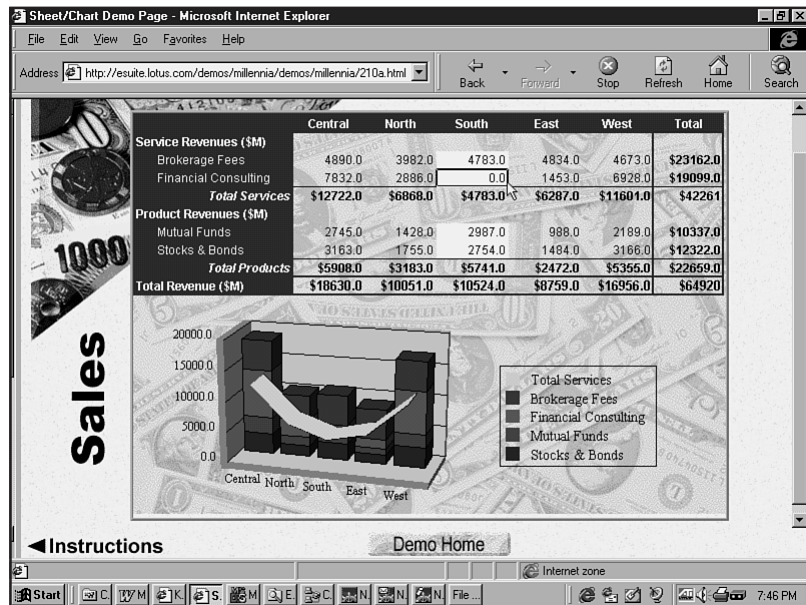 Sheet/Chart Demo Page - Microsoft Internet Explorer
File Edit View Go Favorites Help
Address http://esuite.lotus.com/demos/millennia/demos/millennia/210a.html Back Forward Stop Refresh Home Search
Central North South East West Total
Service Revenues ($M)
Brokerage Fees 4890.0 3982.0 4783.0 4834.0 4673.0 $23162.0
Financial Consulting 7832.0 2886.0 0.0 1453.0 6928.0 $19099.0
Total Services $12722.0 $6868.0 $4783.0 $6287.0 $11601.0 $42261
Product Revenues ($M)
Mutual Funds 2745.0 1428.0 2987.0 988.0 2189.0 $10337.0
Stocks & Bonds 3163.0 1755.0 2754.0 1484.0 3166.0 $12322.0
Total Products $5908.0 $3183.0 $5741.0 $2472.0 $5355.0 $22659.0
Total Revenue ($M) $18630.0 $10051.0 $10524.0 $8759.0 $16956.0 $64920
1000
Sales
20000.0
15000.0
10000.0
5000.0
0.0
Central North South East West
Total Services
Brokerage Fees
Financial Consulting
Mutual Funds
Stocks & Bonds
Instructions
Demo Home
Internet zone
Start C. M K. S. M E. C. N. N. N. File ... 7:46 PM